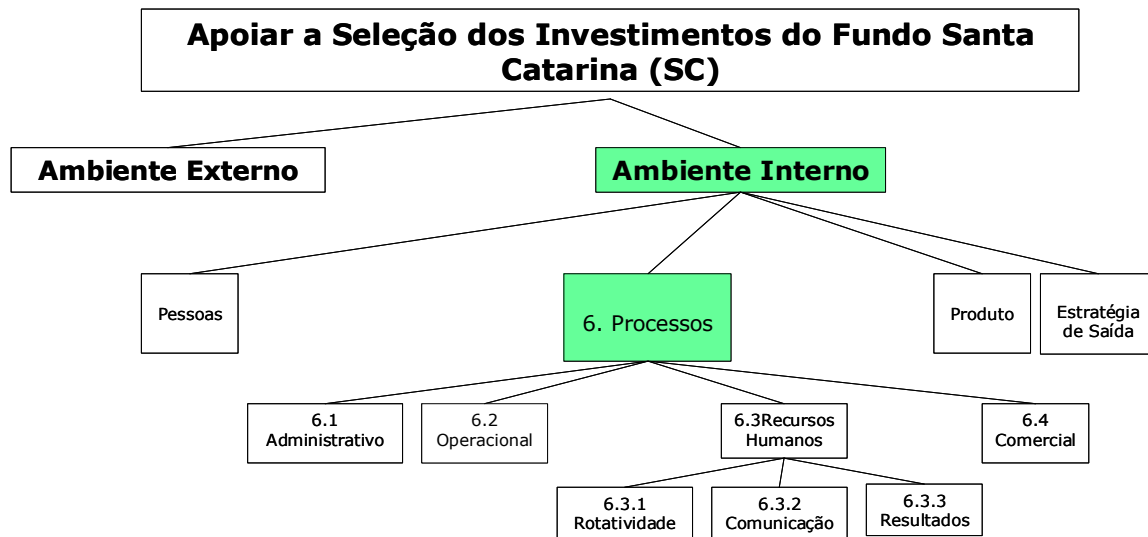 Apoiar a Seleção dos Investimentos do Fundo Santa
Catarina (SC)
Ambiente Externo
Ambiente Interno
Pessoas
6. Processos
Produto
Estratégia
de Saída
6.1
Administrativo
6.2
Operacional
6.3Recursos
Humanos
6.4
Comercial
6.3.1
Rotatividade
6.3.2
Comunicação
6.3.3
Resultados